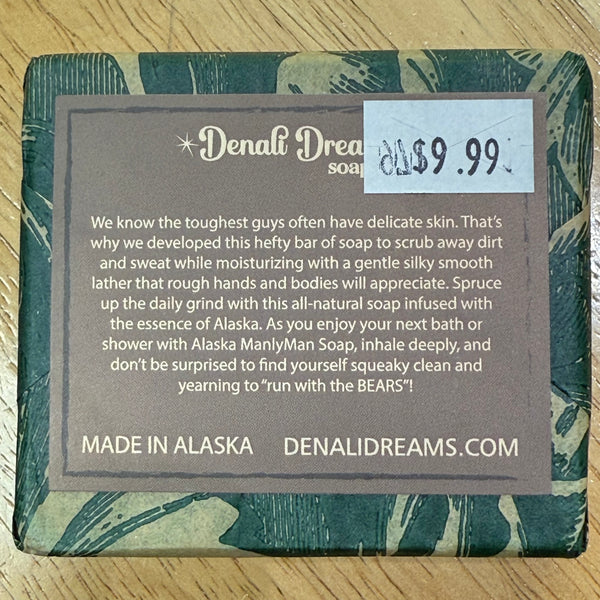 Denali Drea
soap
$9.99
We know the toughest guys often have delicate skin. That's
why we developed this hefty bar of soap to scrub away dirt
and sweat while moisturizing with a gentle silky smooth
lather that rough hands and bodies will appreciate. Spruce
up the daily grind with this all-natural soap infused with
the essence of Alaska. As you enjoy your next bath or
shower with Alaska ManlyMan Soap, inhale deeply, and
don't be surprised to find yourself squeaky clean and
yearning to "run with the BEARS"!
MADE IN ALASKA DENALIDREAMS.COM